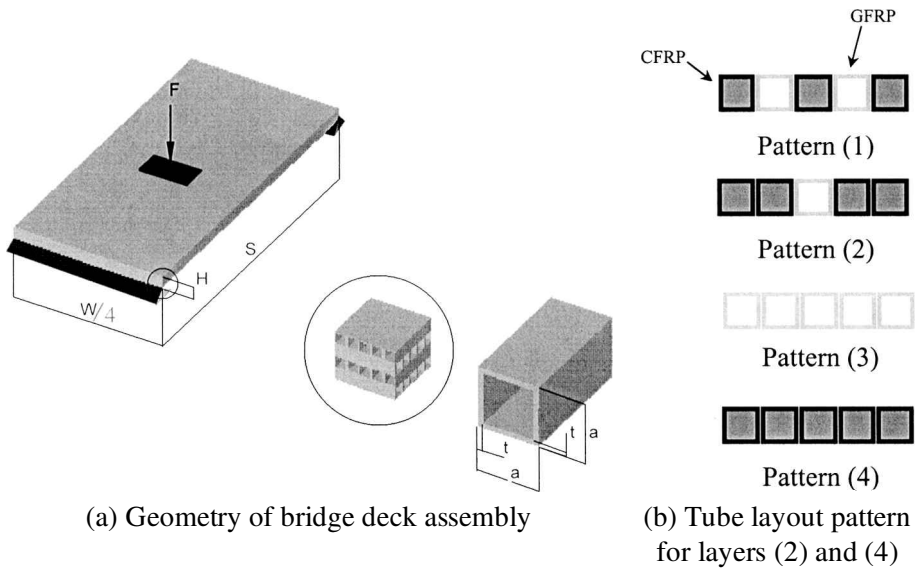 F
S
H
W/4
t
a
t
a
(a) Geometry of bridge deck assembly
GFRP
CFRP
Pattern (1)
Pattern (2)
Pattern (3)
Pattern (4)
(b) Tube layout pattern
for layers (2) and (4)